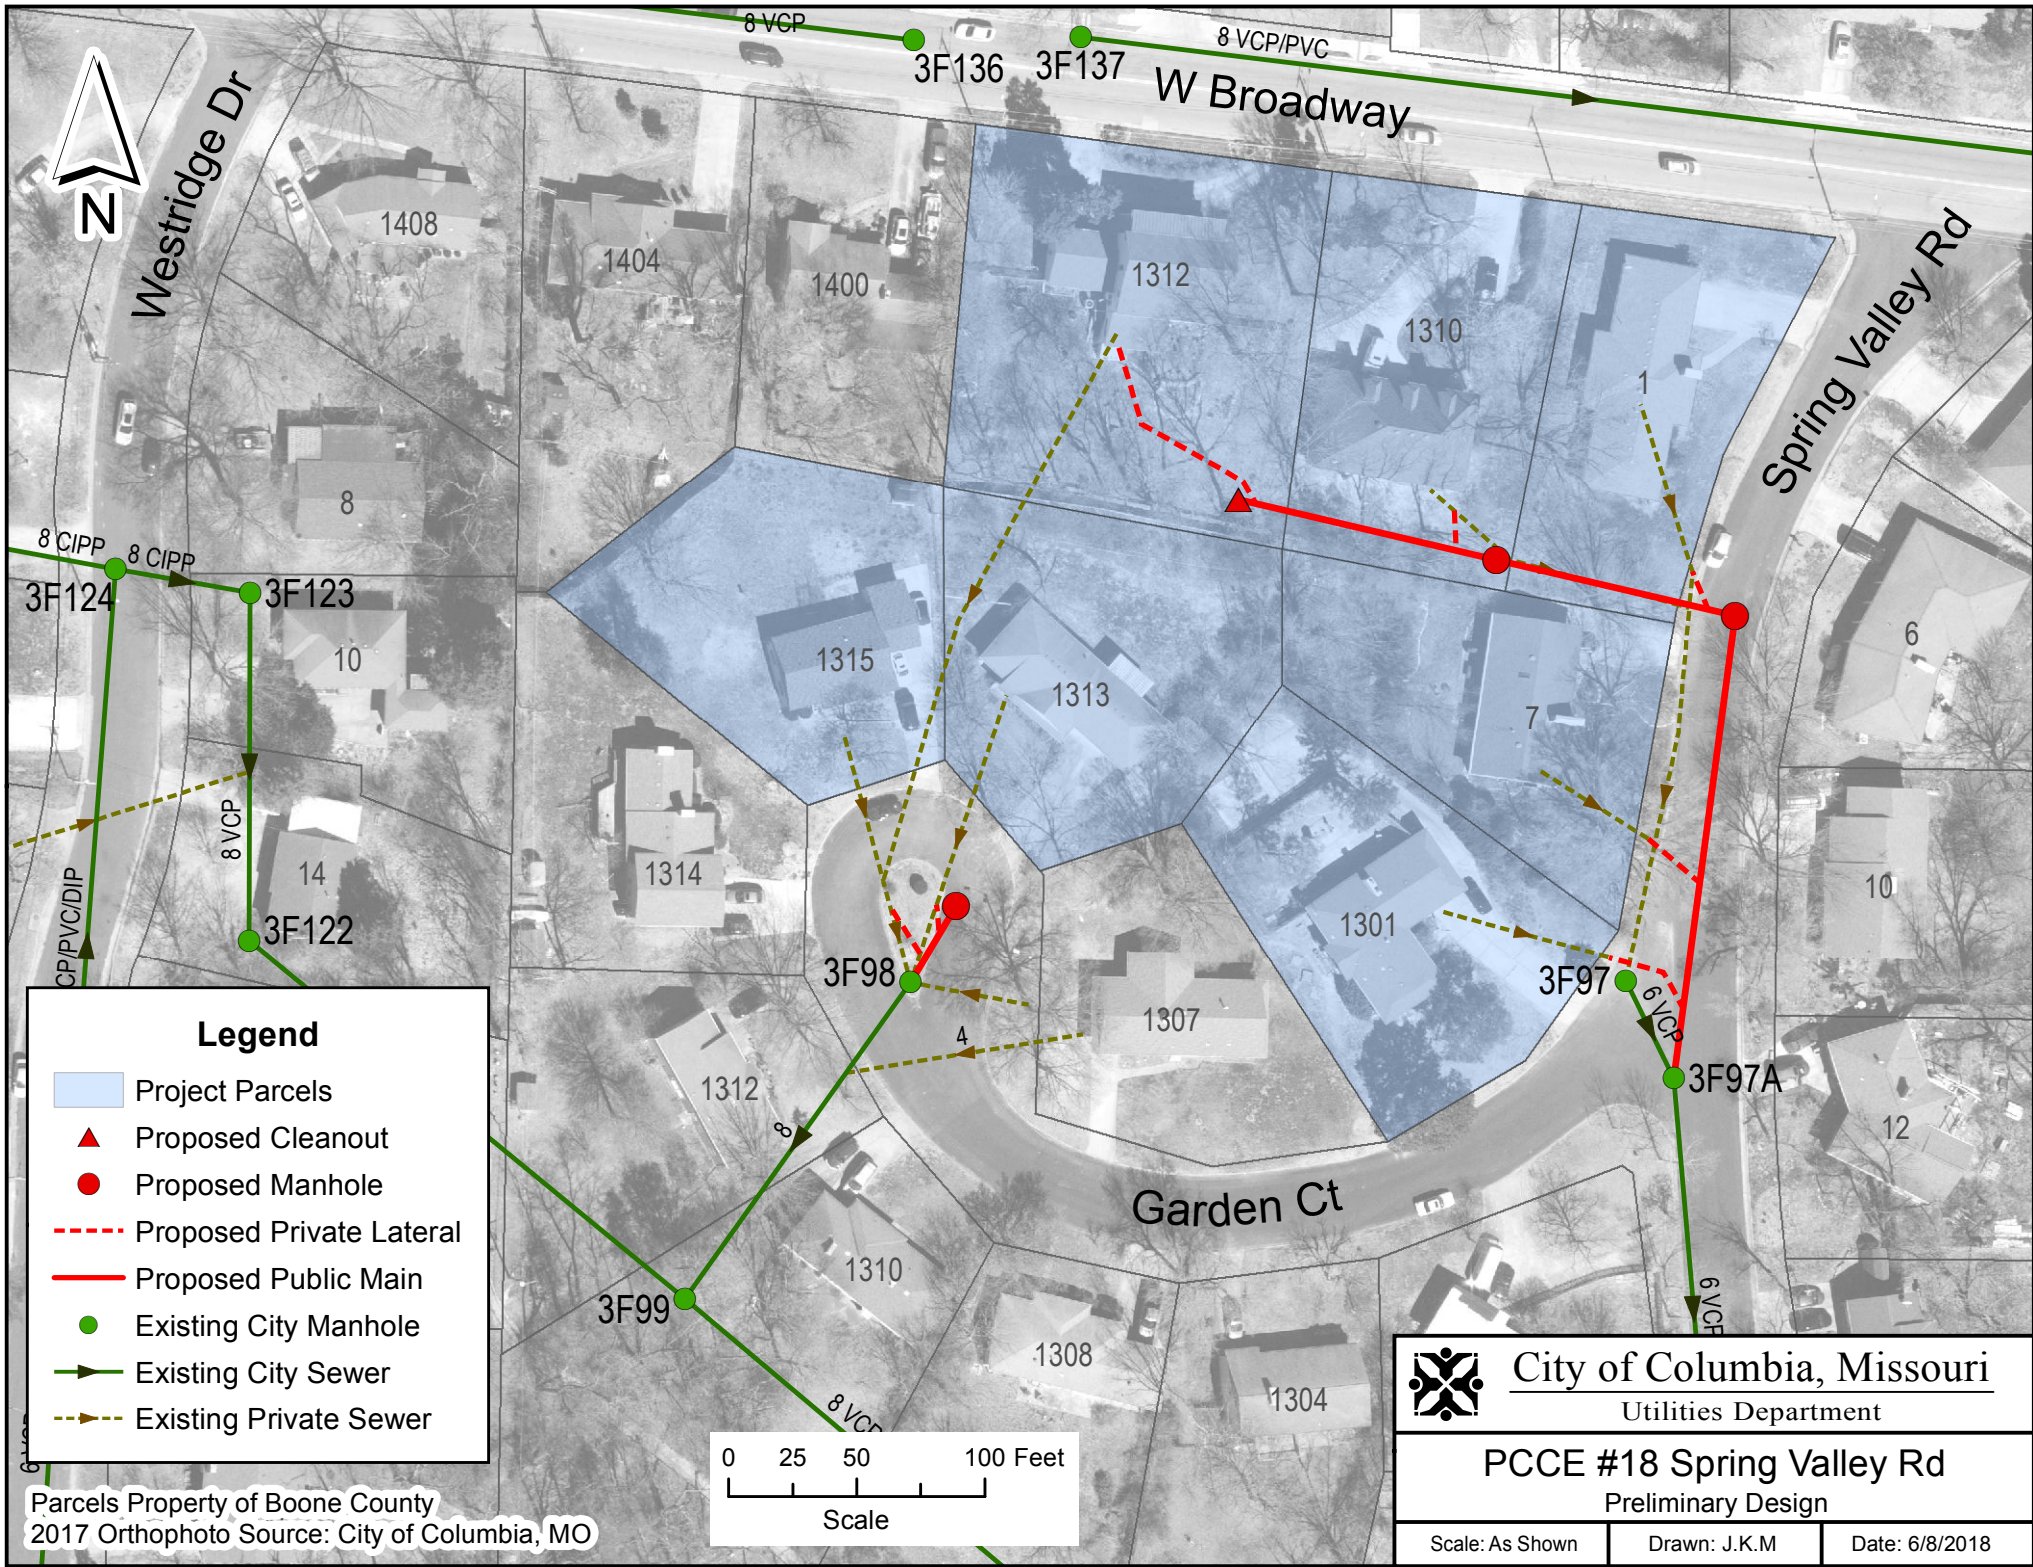 8 VCP
3F136
3F137
8 VCP/PVC
W Broadway
Westridge Dr
N
1408
1404
1400
1312
1310
1
Spring Valley Rd
8
8 CIPP
8 CIPP
3F124
3F123
10
1315
1313
7
6
8 VCP
14
1314
1301
10
3F122
CP/PVC/DIP
3F98
3F97
6 VCP
4
1307
3F97A
1312
8
12
Garden Ct
1310
3F99
1308
1304
6 VCP
8 VCP
6 VCP
Legend
Project Parcels
Proposed Cleanout
Proposed Manhole
Proposed Private Lateral
Proposed Public Main
Existing City Manhole
Existing City Sewer
Existing Private Sewer
Parcels Property of Boone County
2017 Orthophoto Source: City of Columbia, MO
0 25 50 100 Feet
Scale
City of Columbia, Missouri
Utilities Department
PCCE #18 Spring Valley Rd
Preliminary Design
Scale: As Shown
Drawn: J.K.M
Date: 6/8/2018